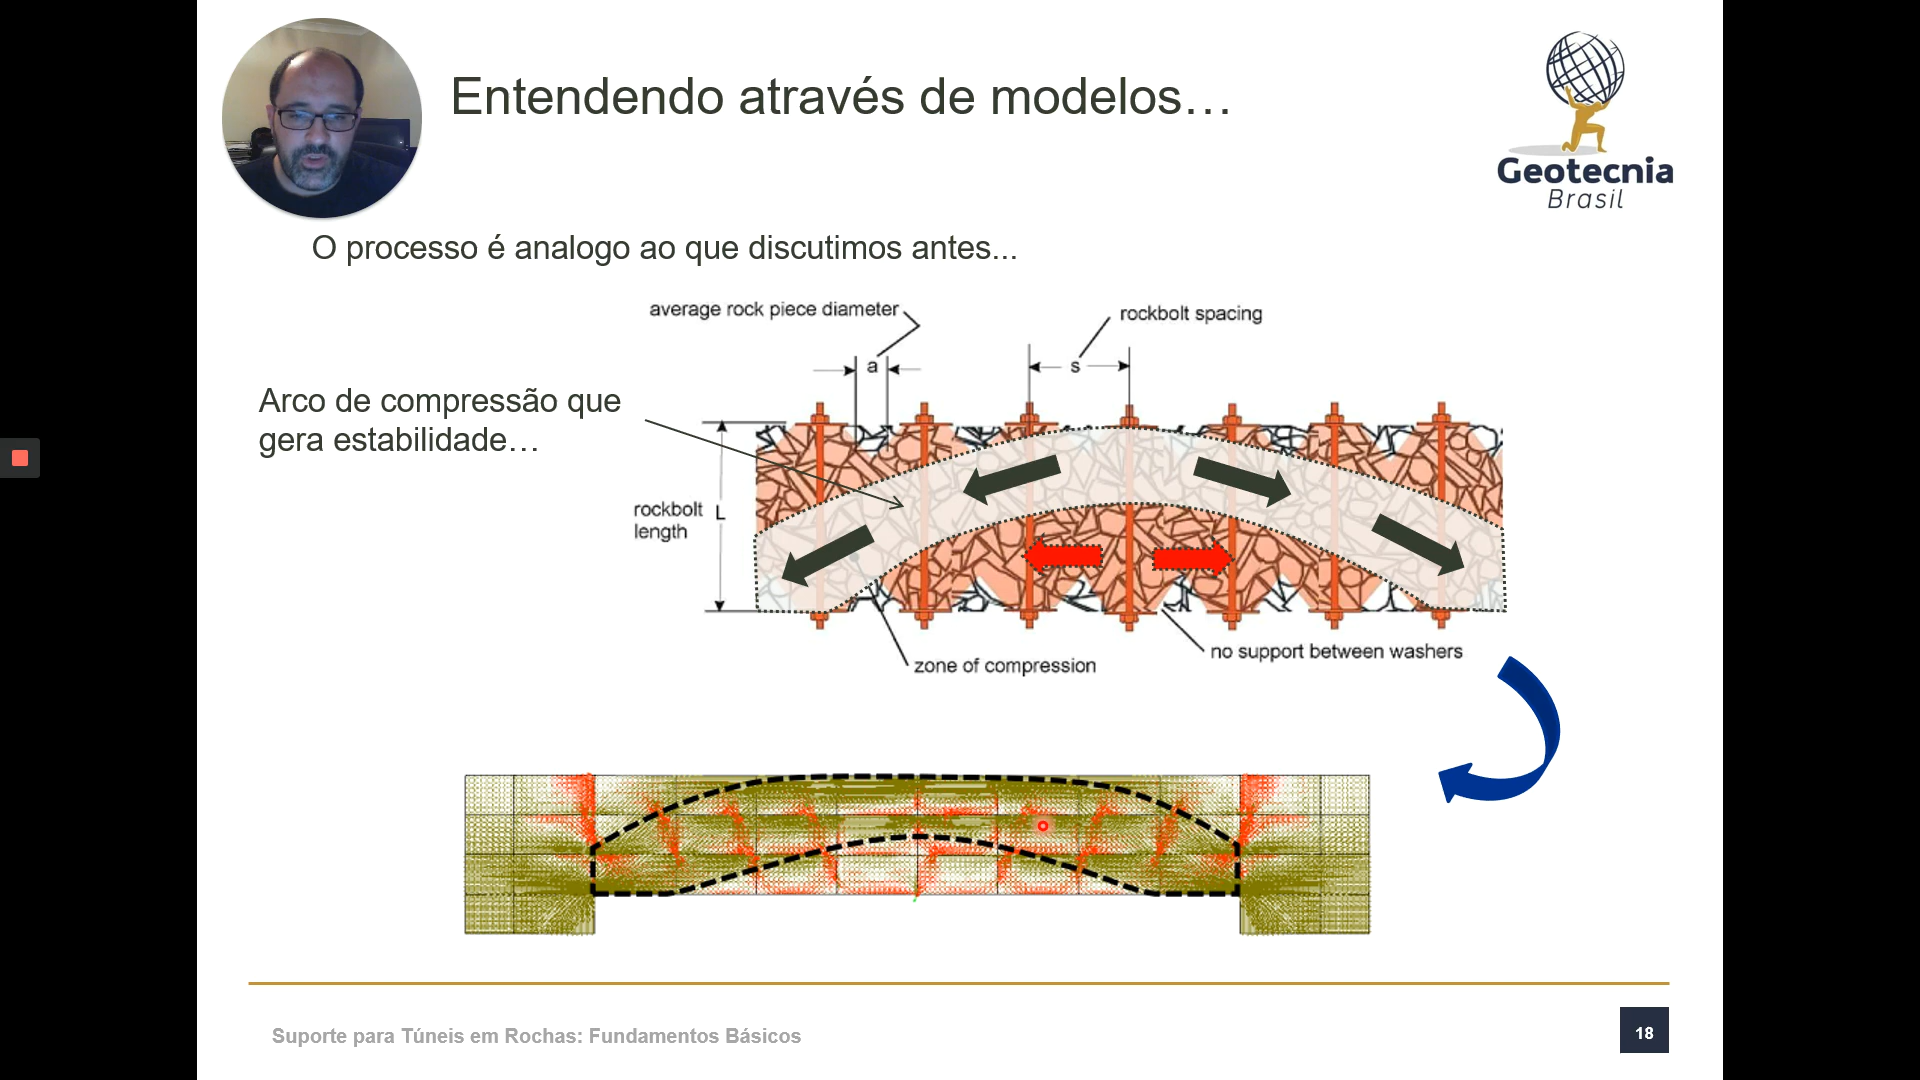 Entendendo através de modelos…
Geotecnia
Brasil
O processo é analogo ao que discutimos antes...
average rock piece diameter
rockbolt spacing
a
s
Arco de compressão que
gera estabilidade…
rockbolt
length
L
no support between washers
zone of compression
Suporte para Túneis em Rochas: Fundamentos Básicos
18